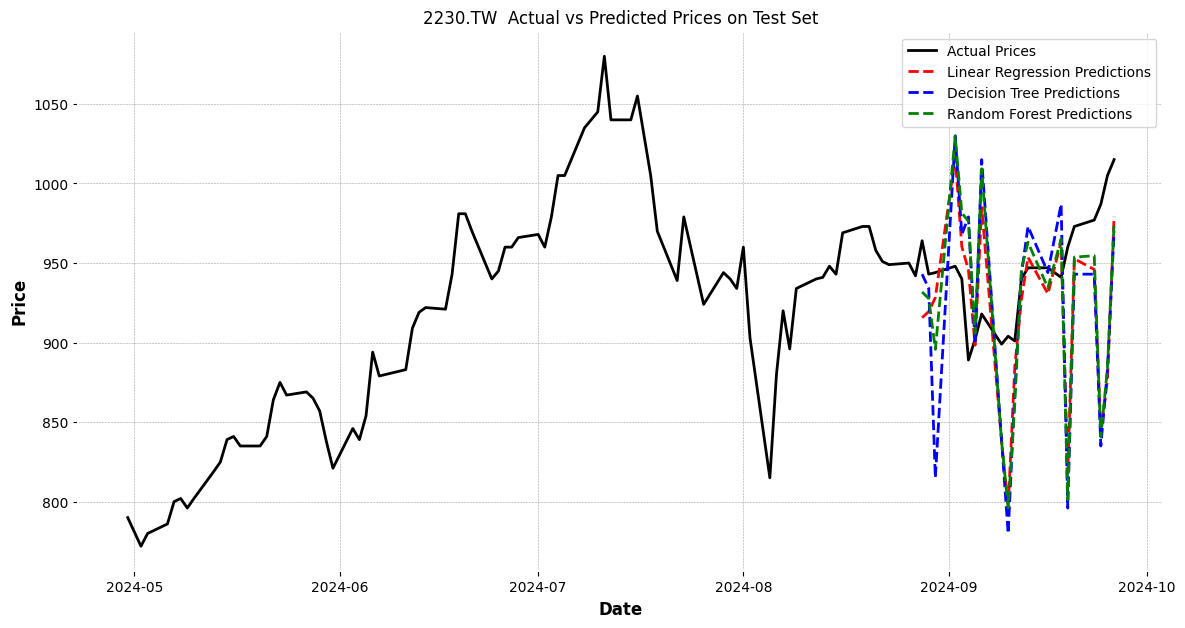 2230.TW  Actual vs Predicted Prices on Test Set
Actual Prices
Linear Regression Predictions
Decision Tree Predictions
Random Forest Predictions
Price
1050
1000
950
900
850
800
2024-05
2024-06
2024-07
2024-08
2024-09
2024-10
Date